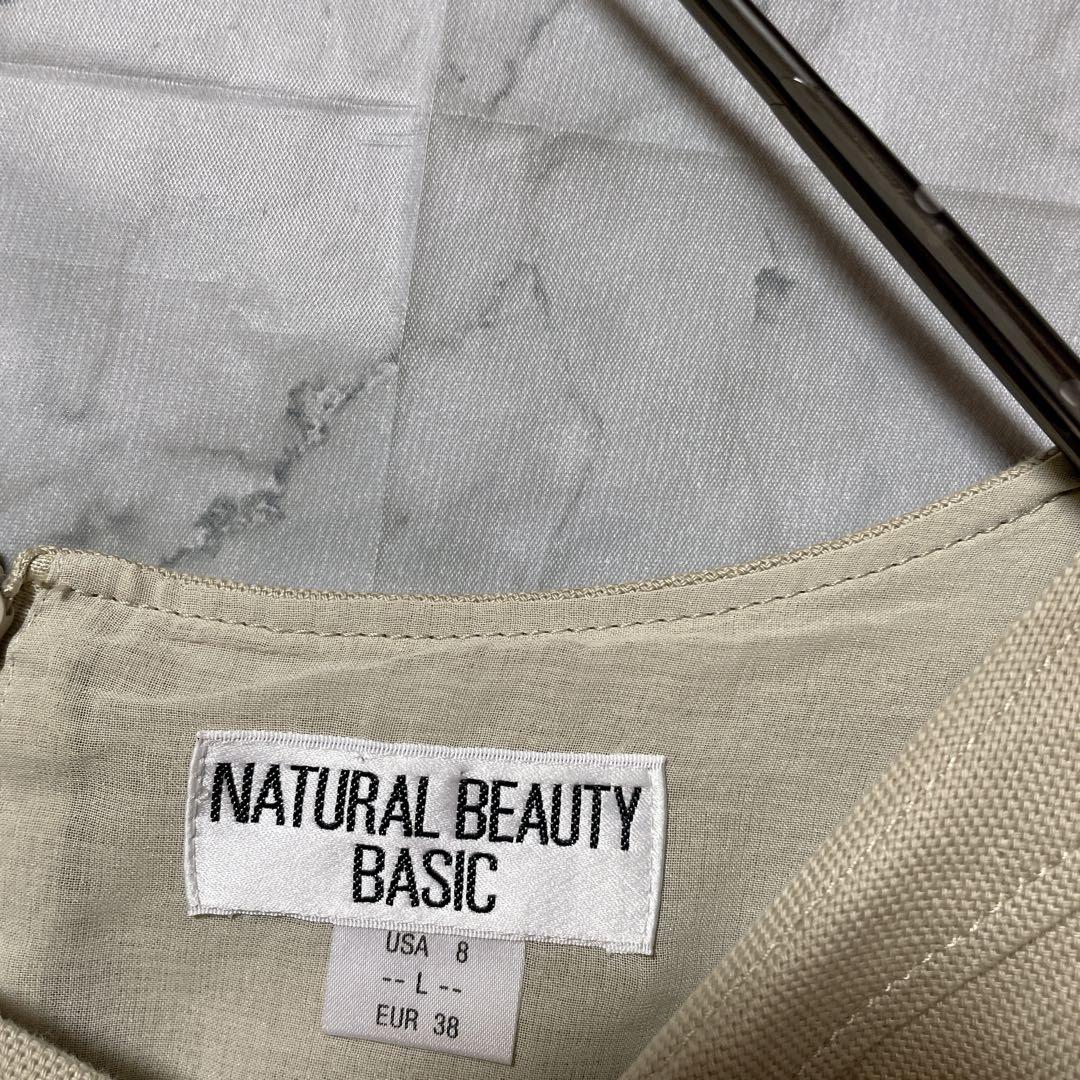 NATURAL BEAUTY
BASIC
USA 8
-- L --
EUR 38